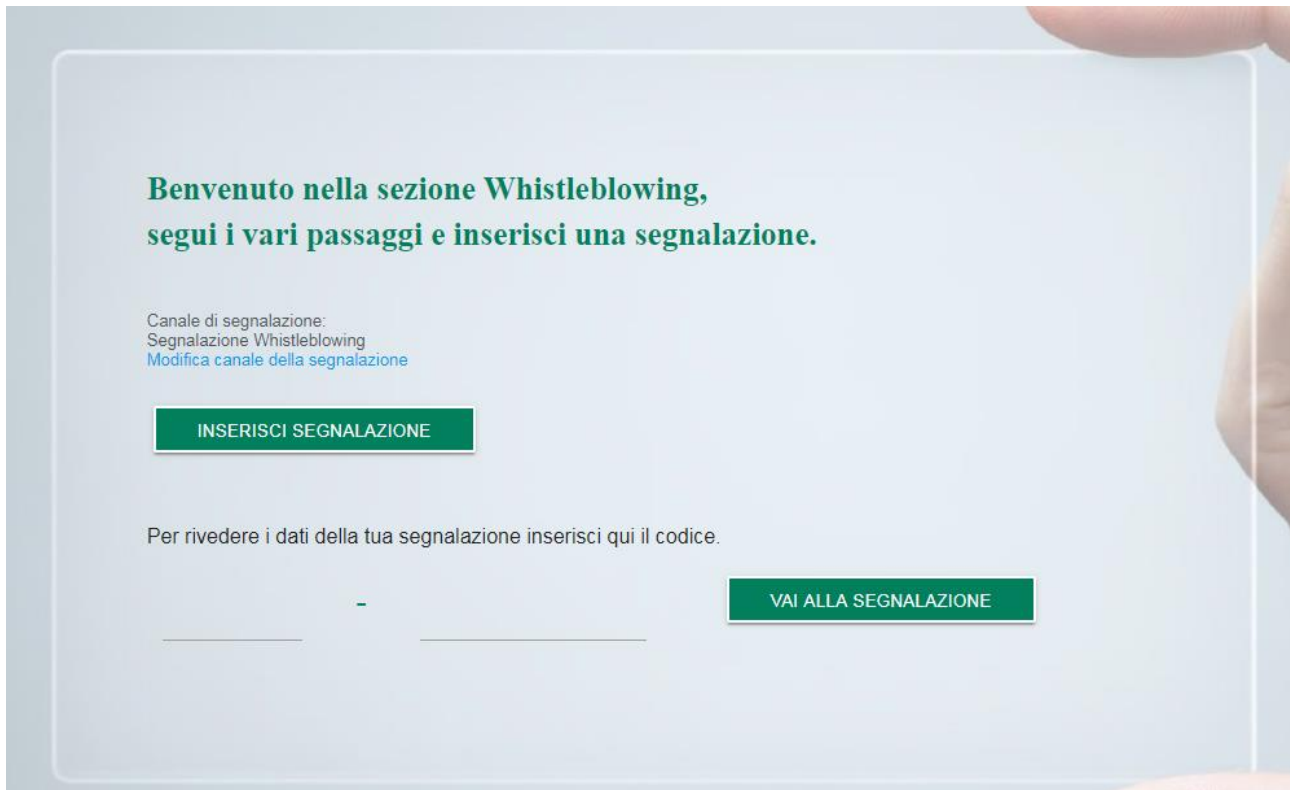 Benvenuto nella sezione Whistleblowing,
segui i vari passaggi e inserisci una segnalazione.
Canale di segnalazione:
Segnalazione Whistleblowing
Modifica canale della segnalazione
INSERISCI SEGNALAZIONE
Per rivedere i dati della tua segnalazione inserisci qui il codice.
-
VAI ALLA SEGNALAZIONE